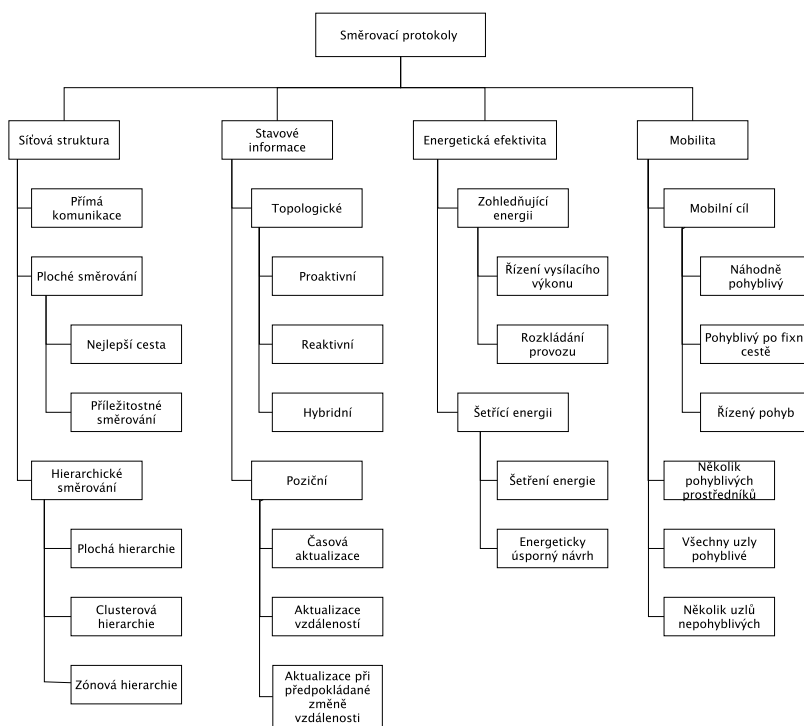 Směrovací protokoly
Síťová struktura
Přímá
komunikace
Ploché směrování
Nejlepší cesta
Příležitostné
směrování
Hierarchické
směrování
Plochá hierarchie
Clusterová
hierarchie
Zónová hierarchie
Stavové
informace
Topologické
Proaktivní
Reaktivní
Hybridní
Poziční
Časová
aktualizace
Aktualizace
vzdáleností
Aktualizace při
předpokládané
změně
vzdálenosti
Energetická efektivita
Zohledňující
energii
Řízení vysílacího
výkonu
Rozkládání
provozu
Šetřící energii
Šetření energie
Energeticky
úsporný návrh
Mobilita
Mobilní cíl
Náhodně
pohyblivý
Pohyblivý po fixn
cestě
Řízený pohyb
Několik
pohyblivých
prostředníků
Všechny uzly
pohyblivé
Několik uzlů
nepohyblivých